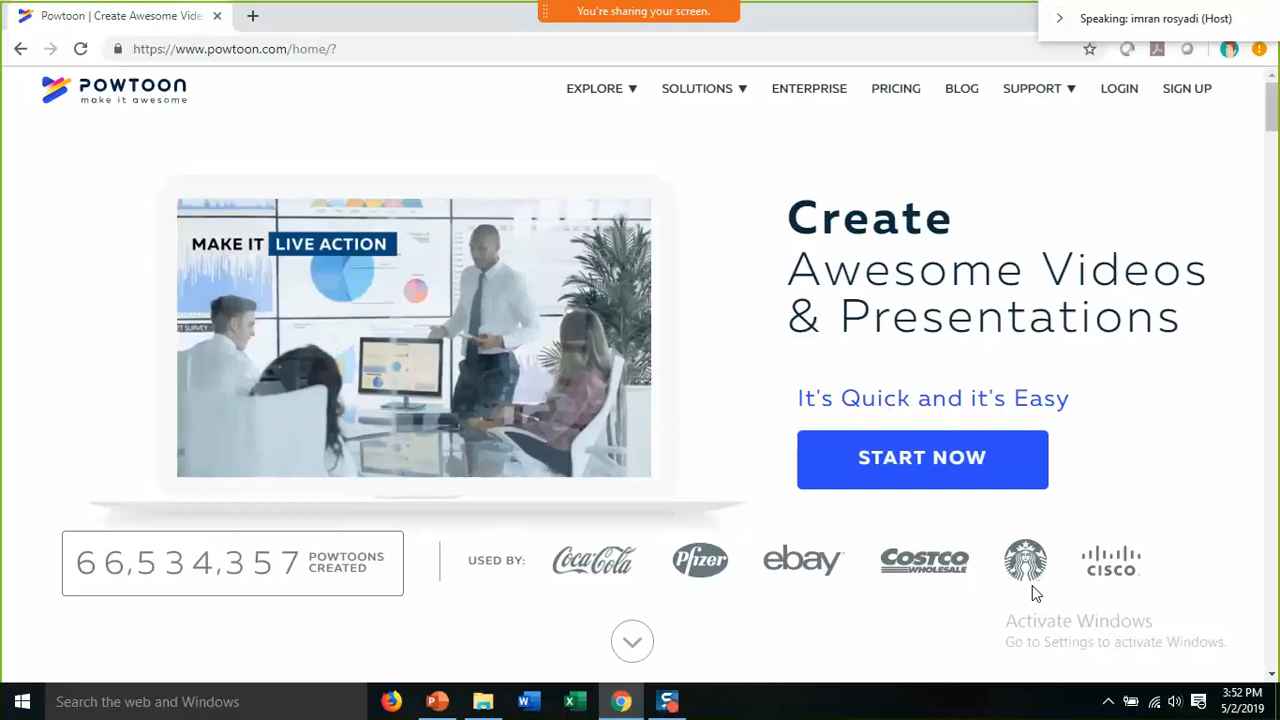 Powtoon | Create Awesome Vide
You're sharing your screen.
Speaking: imran rosyadi (Host)
https://www.powtoon.com/home/?
POWTOON
make it awesome
EXPLORE ▼ SOLUTIONS ▼ ENTERPRISE PRICING BLOG SUPPORT ▼ LOGIN SIGN UP
MAKE IT LIVE ACTION
Create
Awesome Videos
& Presentations
It's Quick and it's Easy
START NOW
66,534,357 POWTOONS
CREATED
USED BY: Coca-Cola Pfizer ebay COSTCO
WHOLESALE
CISCO
Activate Windows
Go to Settings to activate Windows.
Search the web and Windows
3:52 PM
5/2/2019